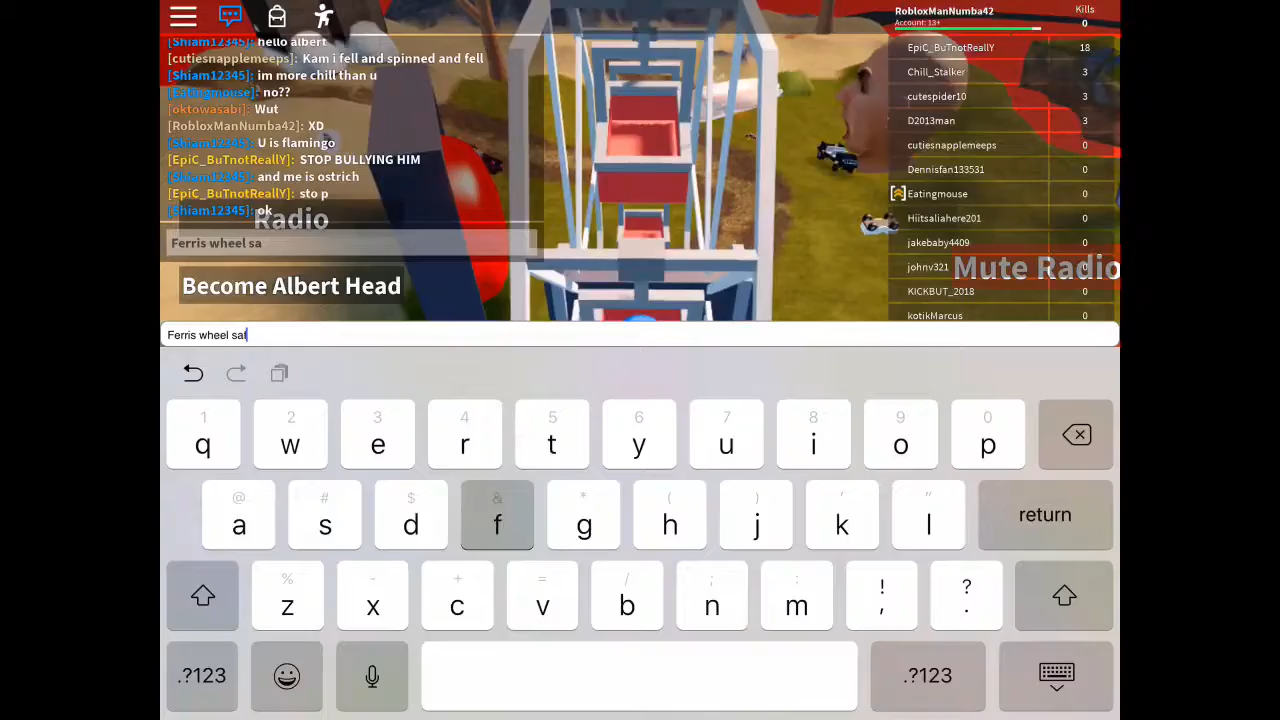 RobloxManNumba42
Account: 13+
Kills
0
[Shiam12345]: hello albert
[cutiesnapplemeeps]: Kam i fell and spinned and fell
[Shiam12345]: im more chill than u
[Eatingmouse]: no??
[oktowasabi]: Wut
[RobloxManNumba42]: XD
[Shiam12345]: U is flamingo
[EpiC_BuTnotReallY]: STOP BULLYING HIM
[Shiam12345]: and me is ostrich
[EpiC_BuTnotReallY]: sto p
[Shiam12345]: ok
Radio
Ferris wheel sa
Become Albert Head
EpiC_BuTnotReallY 18
Chill_Stalker 3
cutespider10 3
D2013man 3
cutiesnapplemeeps 0
Dennisfan133531 0
Eatingmouse 0
Hiitsaliahere201 0
jakebaby4409 0
johnv321 0
Mute Radio
KICKBUT_2018 0
kotikMarcus 0
Ferris wheel saf
1 2 3 4 5 6 7 8 9 0
q w e r t y u i o p
@ # $ & * ( ) ' "
a s d f g h j k l return
% - + = / ; : ! ?
z x c v b n m , .
.?123 .?123